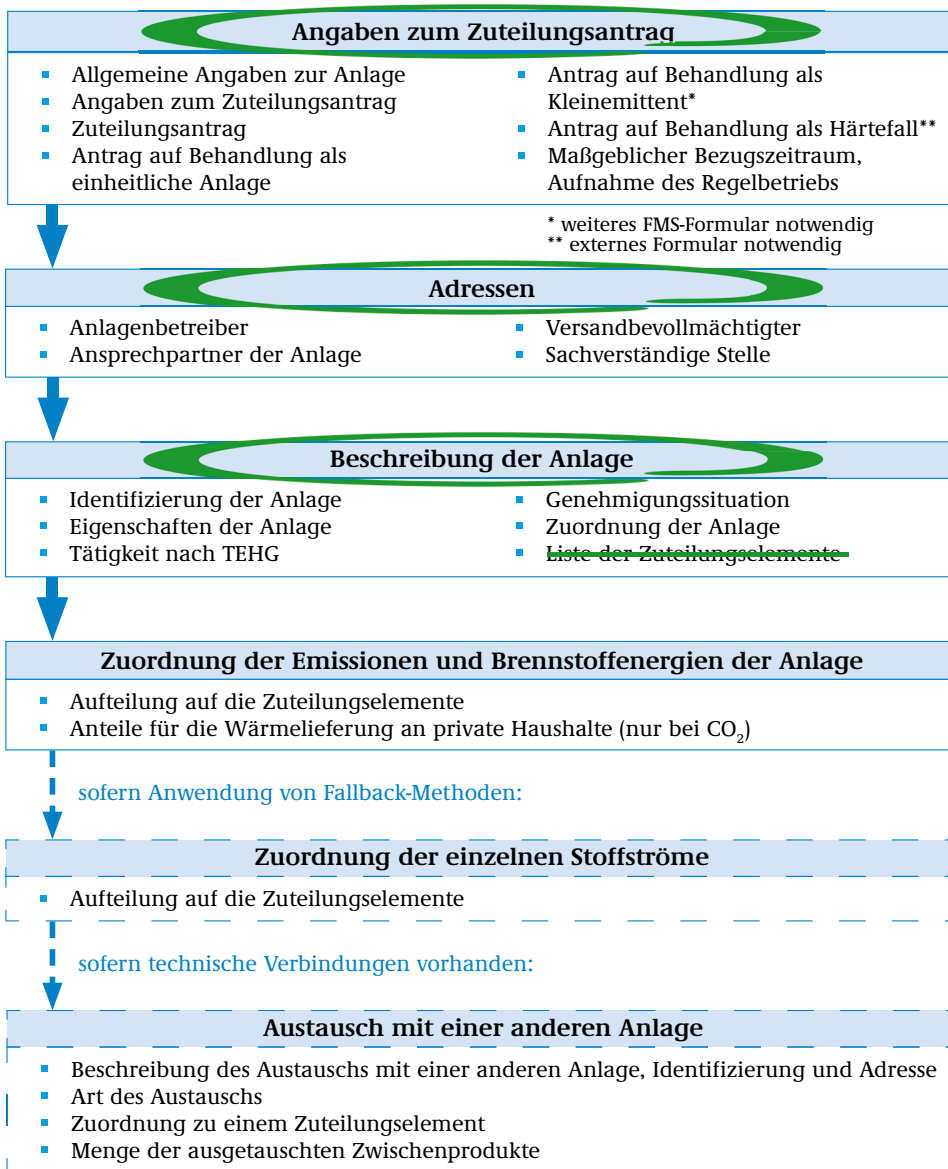 Angaben zum Zuteilungsantrag
Allgemeine Angaben zur Anlage
Angaben zum Zuteilungsantrag
Zuteilungsantrag
Antrag auf Behandlung als
einheitliche Anlage
Antrag auf Behandlung als
Kleinemittent*
Antrag auf Behandlung als Härtefall**
Maßgeblicher Bezugszeitraum,
Aufnahme des Regelbetriebs
* weiteres FMS-Formular notwendig
** externes Formular notwendig
Adressen
Anlagenbetreiber
Ansprechpartner der Anlage
Versandbevollmächtigter
Sachverständige Stelle
Beschreibung der Anlage
Identifizierung der Anlage
Eigenschaften der Anlage
Tätigkeit nach TEHG
Genehmigungssituation
Zuordnung der Anlage
Liste der Zuteilungselemente
Zuordnung der Emissionen und Brennstoffenergien der Anlage
Aufteilung auf die Zuteilungselemente
Anteile für die Wärmelieferung an private Haushalte (nur bei CO₂)
sofern Anwendung von Fallback-Methoden:
Zuordnung der einzelnen Stoffströme
Aufteilung auf die Zuteilungselemente
sofern technische Verbindungen vorhanden:
Austausch mit einer anderen Anlage
Beschreibung des Austauschs mit einer anderen Anlage, Identifizierung und Adresse
Art des Austauschs
Zuordnung zu einem Zuteilungselement
Menge der ausgetauschten Zwischenprodukte